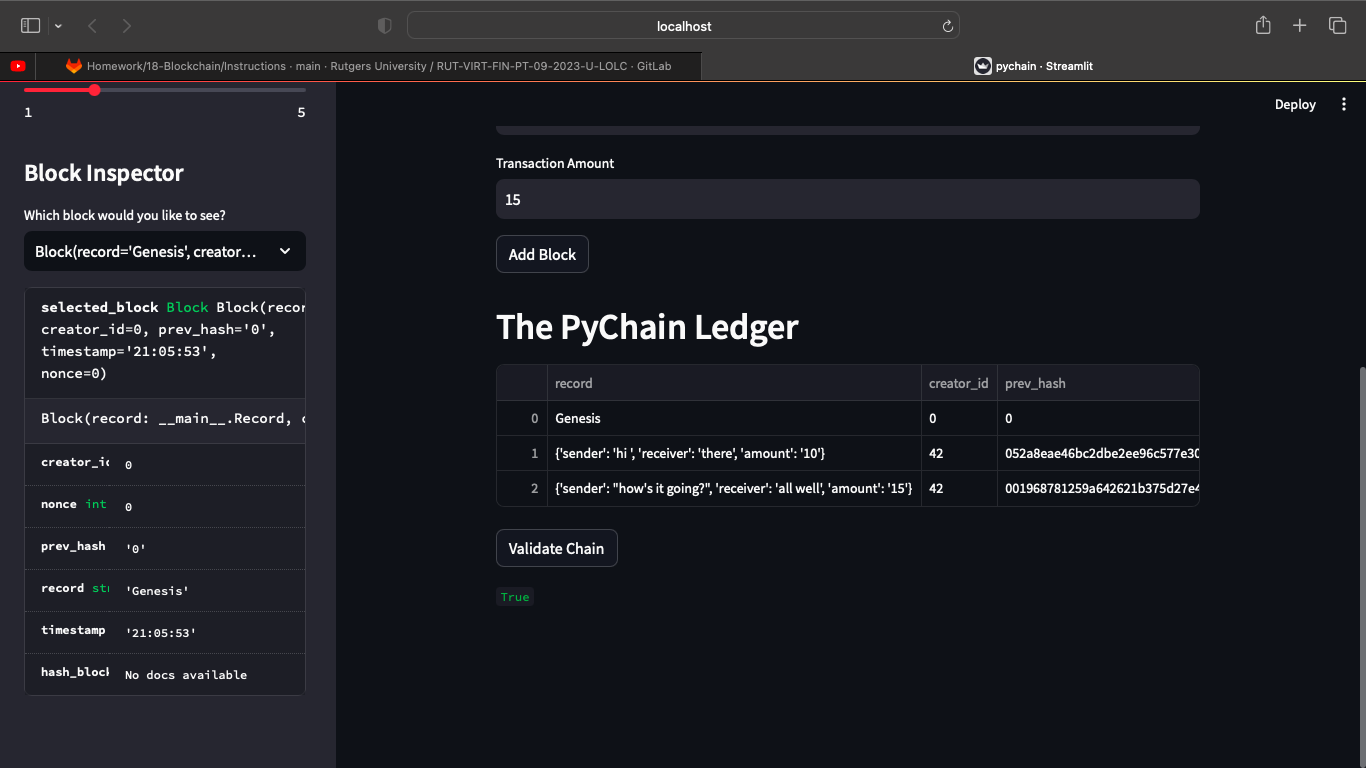 localhost
Homework/18-Blockchain/Instructions · main · Rutgers University / RUT-VIRT-FIN-PT-09-2023-U-LOLC · GitLab
pychain · Streamlit
1 5
Block Inspector
Which block would you like to see?
Block(record='Genesis', creator…
selected_block Block Block(recor
creator_id=0, prev_hash='0',
timestamp='21:05:53',
nonce=0)
Block(record: __main__.Record, c
creator_id 0
nonce int 0
prev_hash '0'
record str 'Genesis'
timestamp '21:05:53'
hash_block No docs available
Deploy
Transaction Amount
15
Add Block
The PyChain Ledger
record creator_id prev_hash
0 Genesis 0 0
1 {'sender': 'hi ', 'receiver': 'there', 'amount': '10'} 42 052a8eae46bc2dbe2ee96c577e30
2 {'sender': "how's it going?", 'receiver': 'all well', 'amount': '15'} 42 001968781259a642621b375d27e4
Validate Chain
True